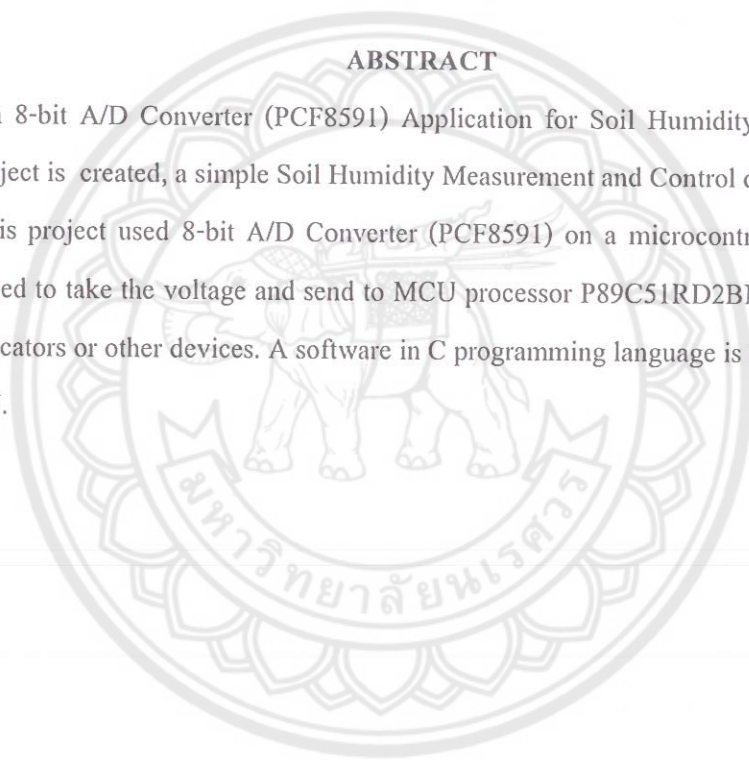 ABSTRACT
8-bit A/D Converter (PCF8591) Application for Soil Humidity
ject is created, a simple Soil Humidity Measurement and Control
is project used 8-bit A/D Converter (PCF8591) on a microcontr
ed to take the voltage and send to MCU processor P89C51RD2B
cators or other devices. A software in C programming language is
มหาวิทยาลัยนเรศวร